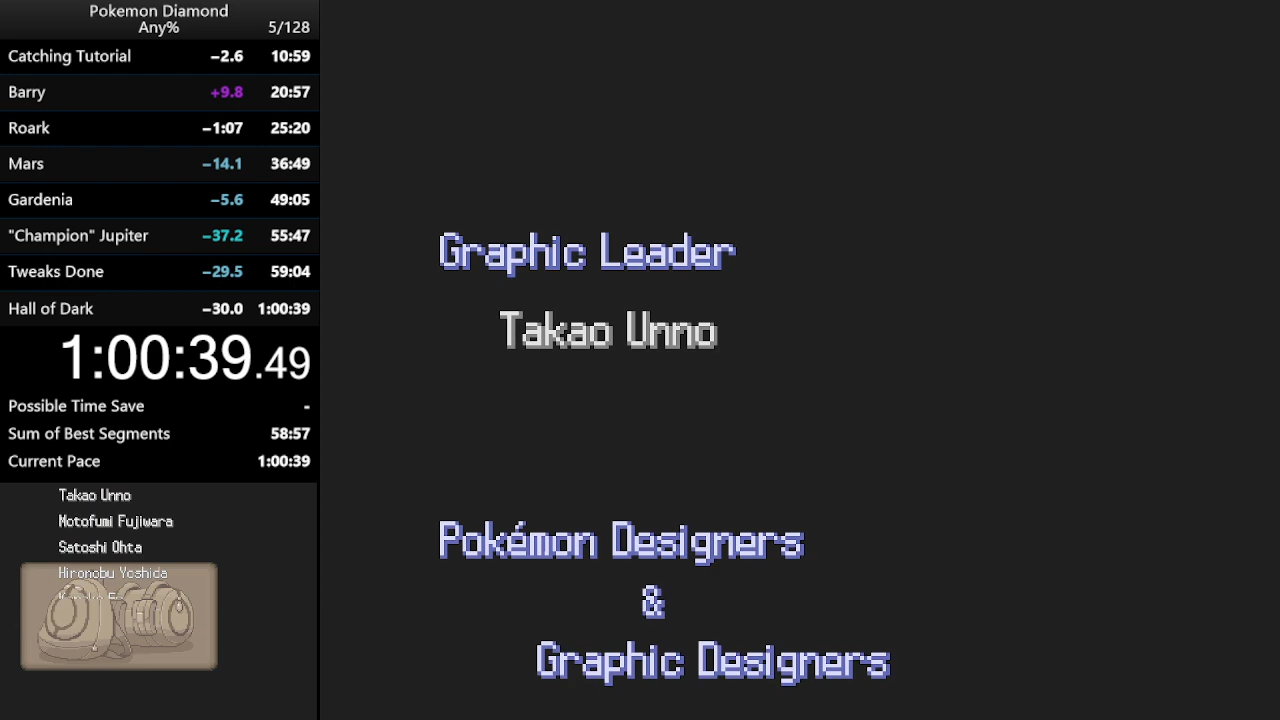 Pokemon Diamond
Any% 5/128
Catching Tutorial −2.6 10:59
Barry +9.8 20:57
Roark −1:07 25:20
Mars −14.1 36:49
Gardenia −5.6 49:05
"Champion" Jupiter −37.2 55:47
Tweaks Done −29.5 59:04
Hall of Dark −30.0 1:00:39
1:00:39.49
Possible Time Save -
Sum of Best Segments 58:57
Current Pace 1:00:39
Takao Unno
Motofumi Fujiwara
Satoshi Ohta
Hironobu Yoshida
Graphic Leader
Takao Unno
Pokémon Designers
&
Graphic Designers